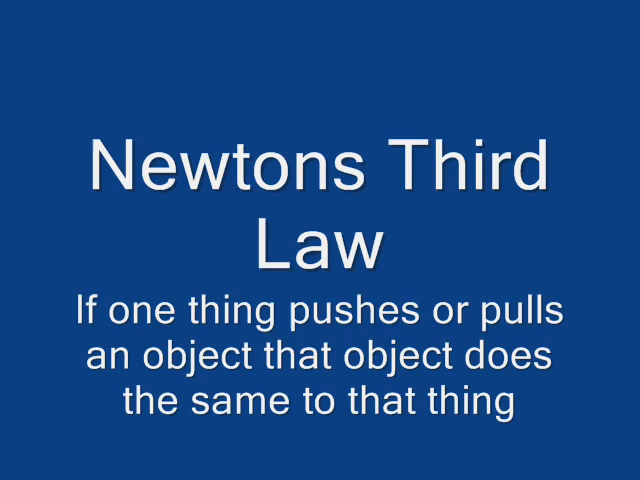 Newtons Third
Law
If one thing pushes or pulls
an object that object does
the same to that thing